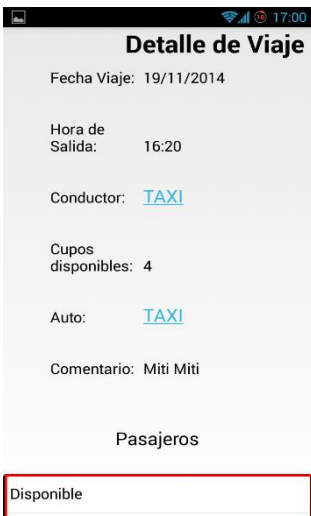 17:00
Detalle de Viaje
Fecha Viaje: 19/11/2014
Hora de
Salida: 16:20
Conductor: TAXI
Cupos
disponibles: 4
Auto: TAXI
Comentario: Miti Miti
Pasajeros
Disponible